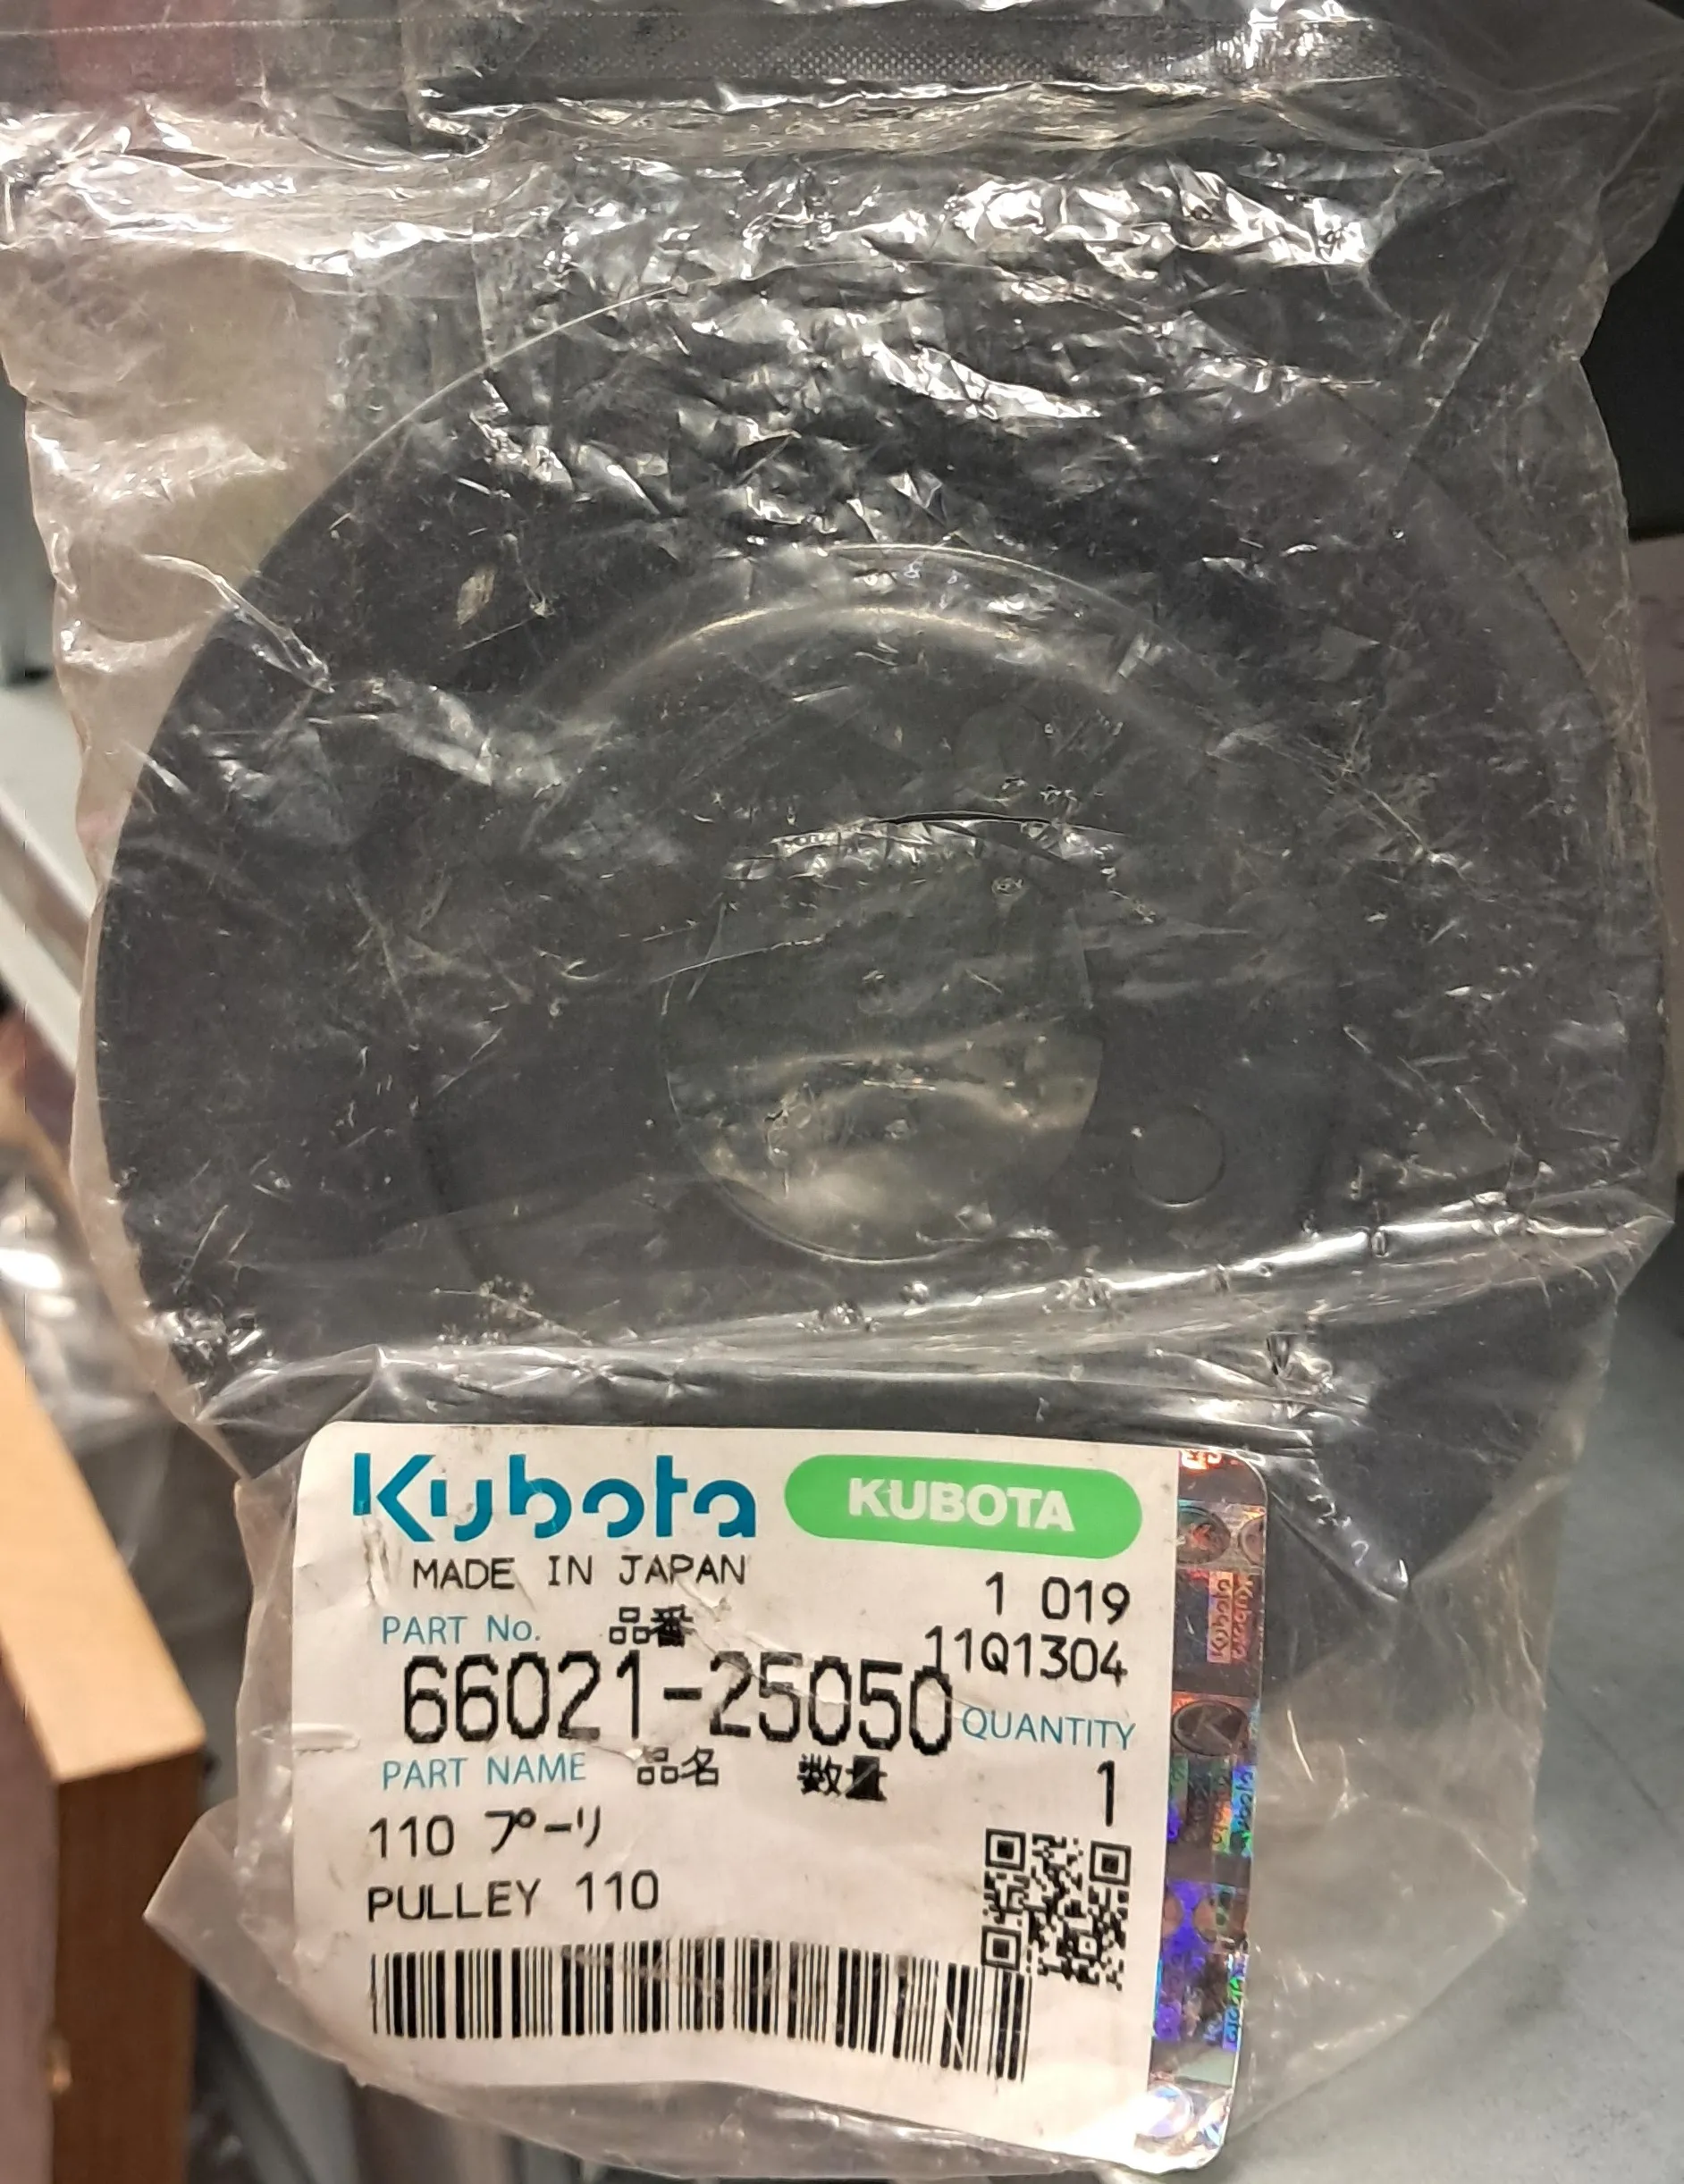 Kubota KUBOTA
MADE IN JAPAN
1 019
PART No. 品番
11Q1304
66021-25050
QUANTITY
PART NAME 品名 数量
1
110 プーリ
PULLEY 110